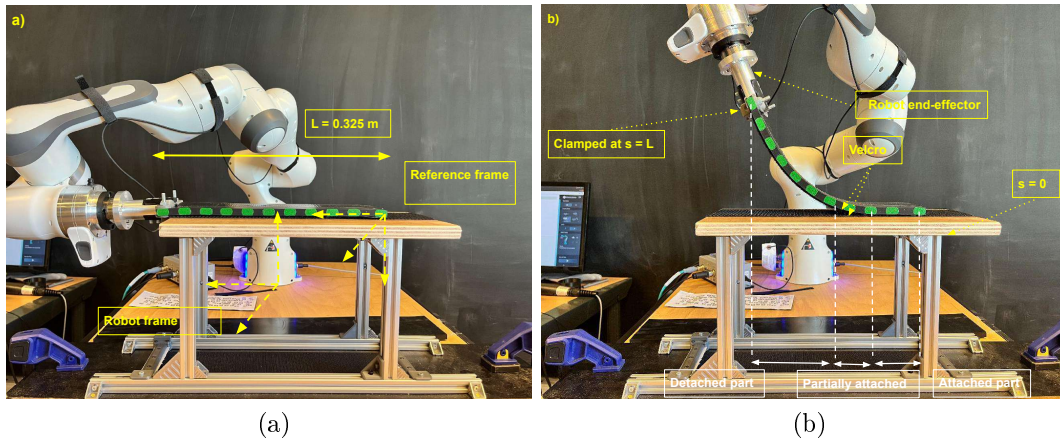 a)
L = 0.325 m
Reference frame
Robot frame
b)
Robot end-effector
Clamped at s = L
Velcro
s = 0
Detached part
Partially attached
Attached part
(a)
(b)